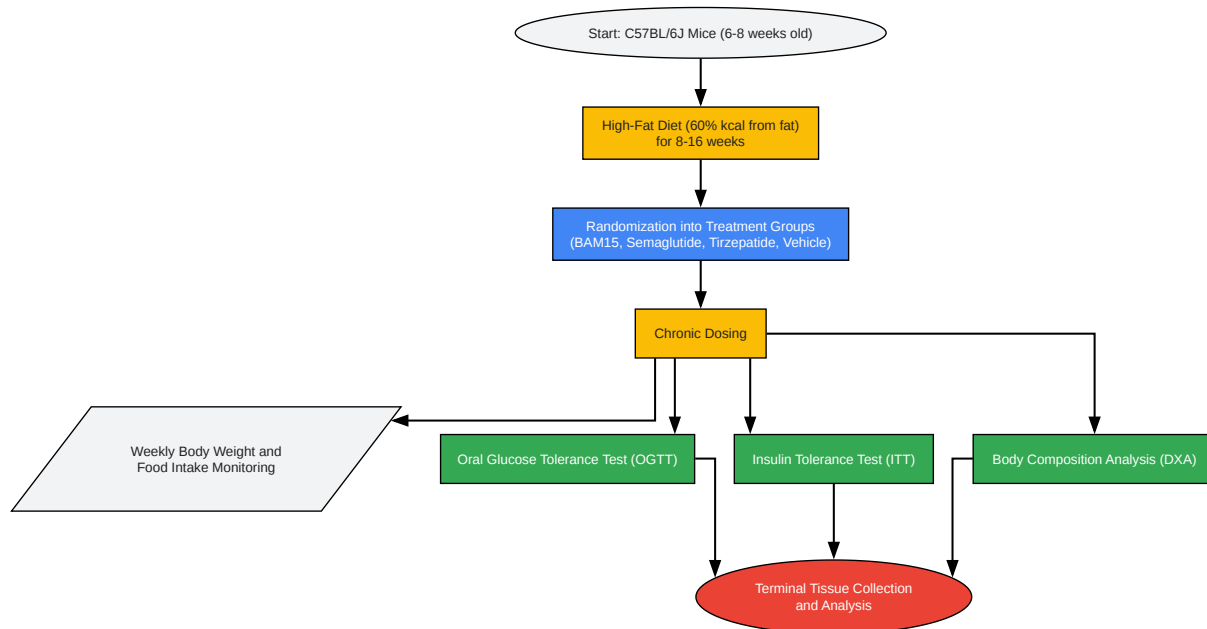 Start: C57BL/6J Mice (6-8 weeks old)
High-Fat Diet (60% kcal from fat)
for 8-16 weeks
Randomization into Treatment Groups
(BAM15, Semaglutide, Tirzepatide, Vehicle)
Chronic Dosing
Weekly Body Weight and
Food Intake Monitoring
Oral Glucose Tolerance Test (OGTT)
Insulin Tolerance Test (ITT)
Body Composition Analysis (DXA)
Terminal Tissue Collection
and Analysis